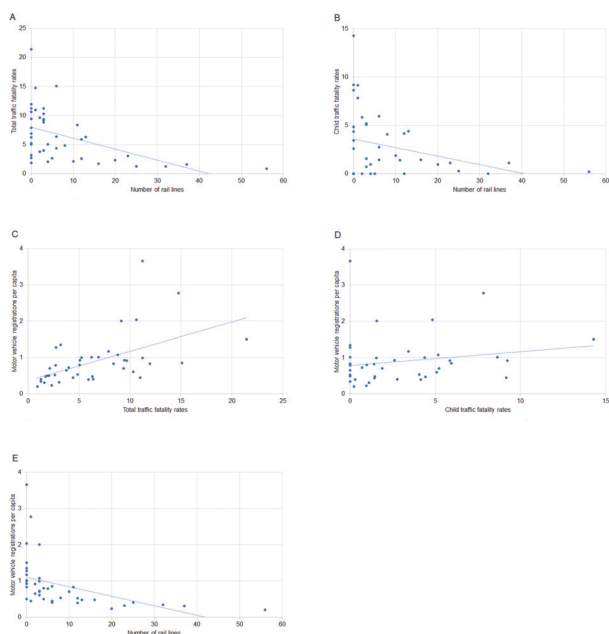 A
Total traffic fatality rates
25
20
15
10
5
0
0 10 20 30 40 50 60
Number of rail lines
B
Child traffic fatality rates
15
10
5
0
0 10 20 30 40 50 60
Number of rail lines
C
Motor vehicle registrations per capita
4
3
2
1
0
0 5 10 15 20 25
Total traffic fatality rates
D
Motor vehicle registrations per capita
4
3
2
1
0
0 5 10 15
Child traffic fatality rates
E
Motor vehicle registrations per capita
4
3
2
1
0
0 10 20 30 40 50 60
Number of rail lines